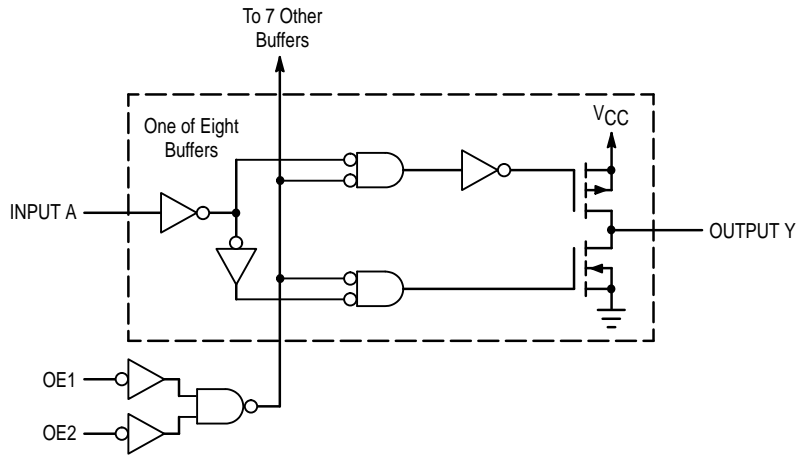 To 7 Other
Buffers
One of Eight
Buffers
VCC
INPUT A
OUTPUT Y
OE1
OE2